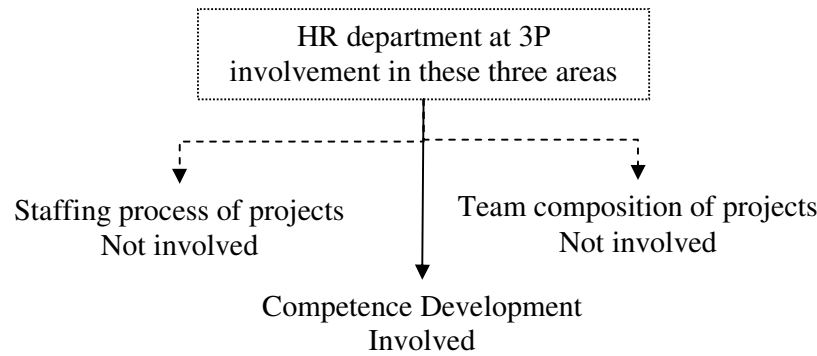 HR department at 3P
involvement in these three areas
Staffing process of projects
Not involved
Team composition of projects
Not involved
Competence Development
Involved